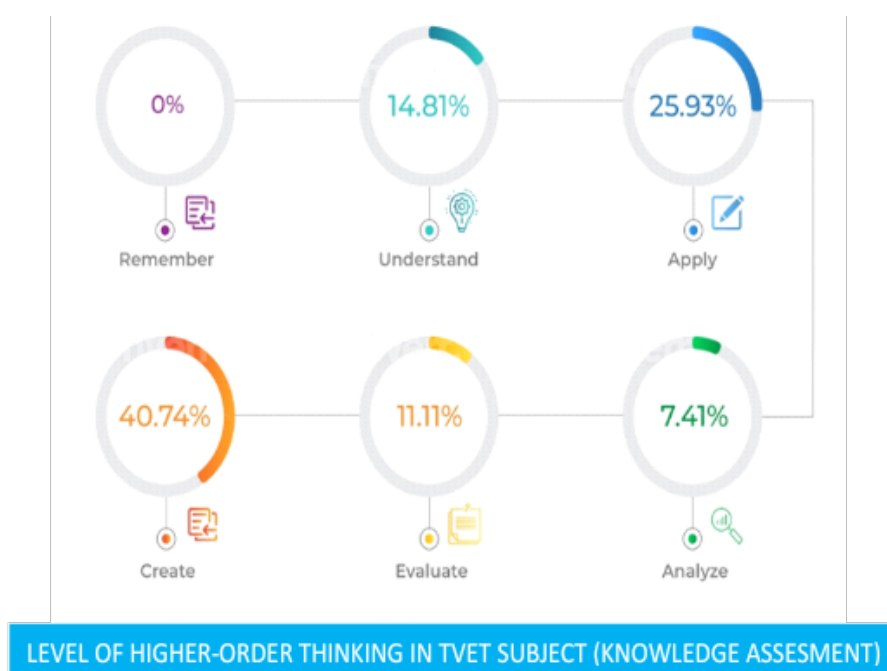 0%
14.81%
25.93%
Remember
Understand
Apply
40.74%
11.11%
7.41%
Create
Evaluate
Analyze
LEVEL OF HIGHER-ORDER THINKING IN TVET SUBJECT (KNOWLEDGE ASSESMENT)